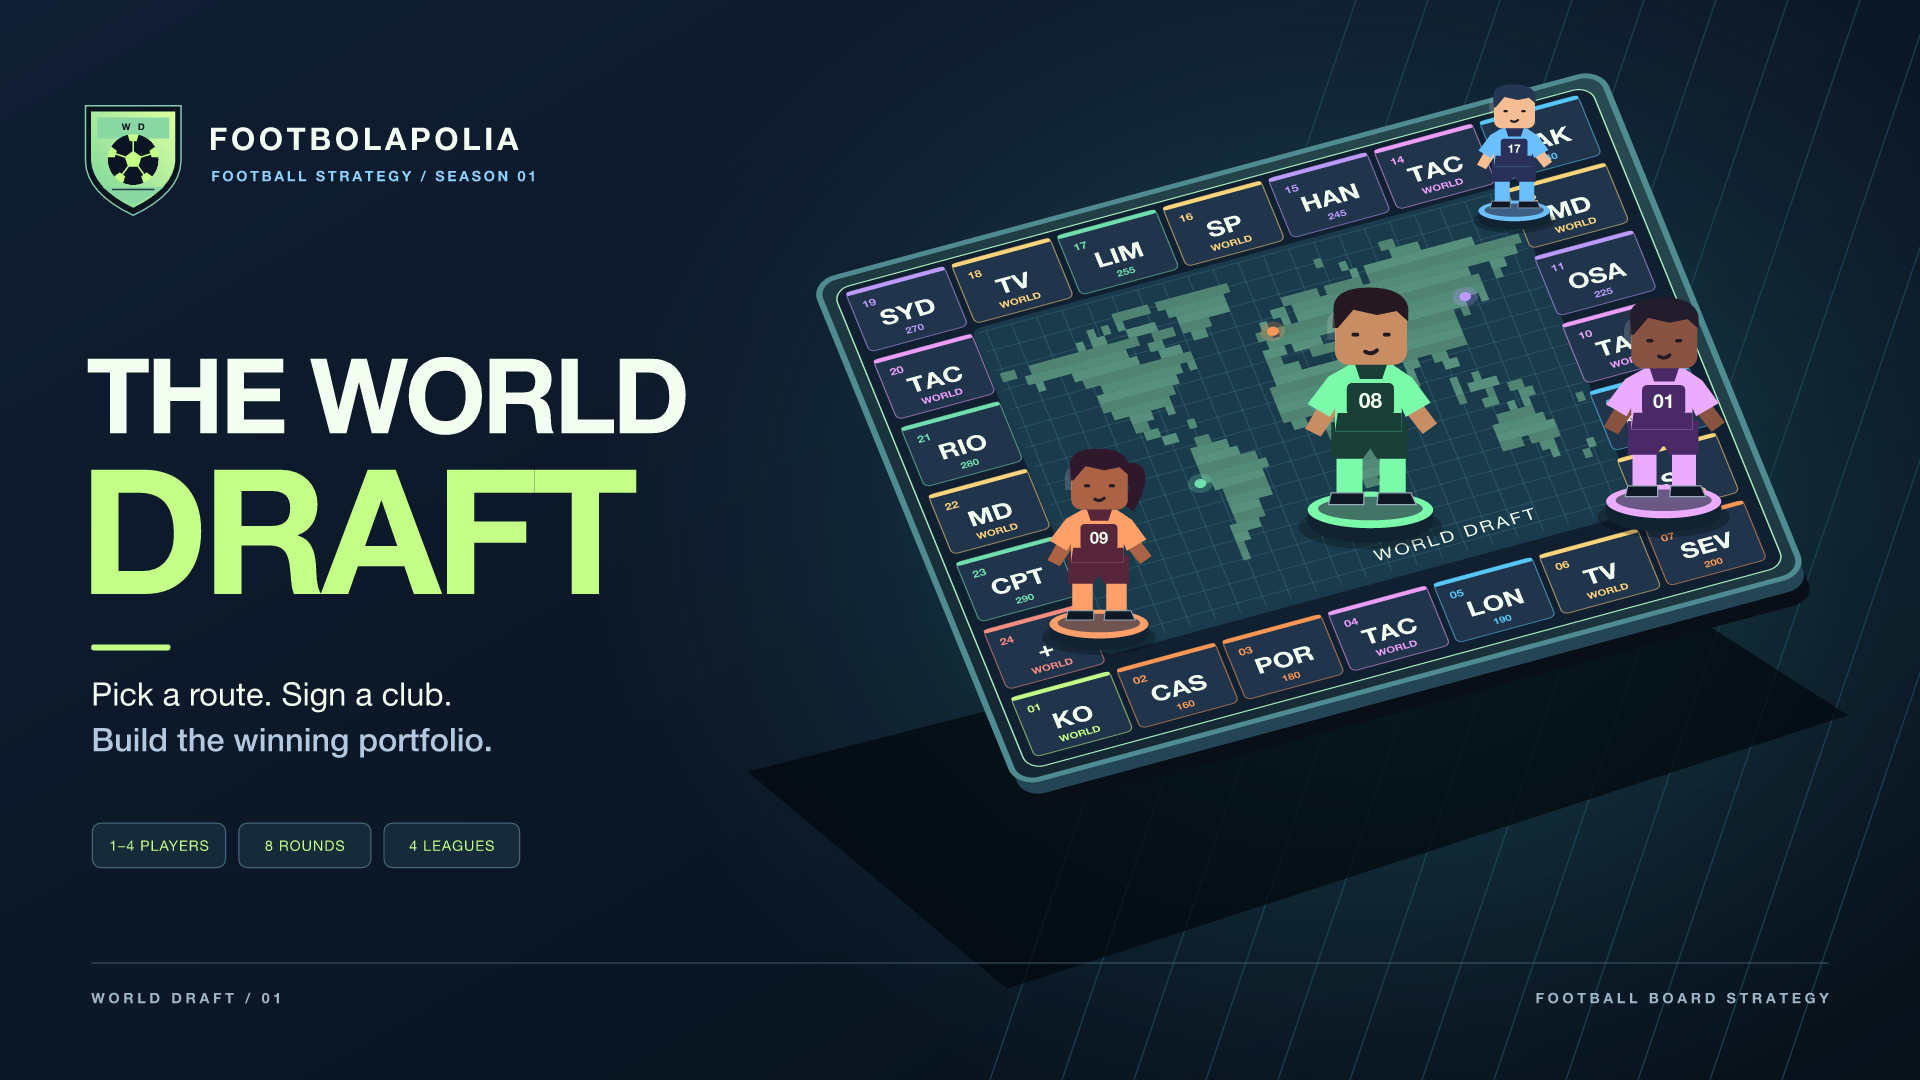 W D
FOOTBOLAPOLIA
FOOTBALL STRATEGY / SEASON 01
THE WORLD
DRAFT
Pick a route. Sign a club.
Build the winning portfolio.
1–4 PLAYERS
8 ROUNDS
4 LEAGUES
19
SYD
270
18
TV
WORLD
17
LIM
255
16
SP
WORLD
15
HAN
245
14
TAC
WORLD
17
MD
WORLD
11
OSA
225
10
20
TAC
WORLD
21
RIO
280
22
MD
WORLD
23
CPT
290
24
+
WORLD
01
KO
WORLD
02
CAS
160
03
POR
180
04
TAC
WORLD
05
LON
190
06
TV
WORLD
07
SEV
200
08
01
09
WORLD DRAFT
WORLD DRAFT / 01
FOOTBALL BOARD STRATEGY